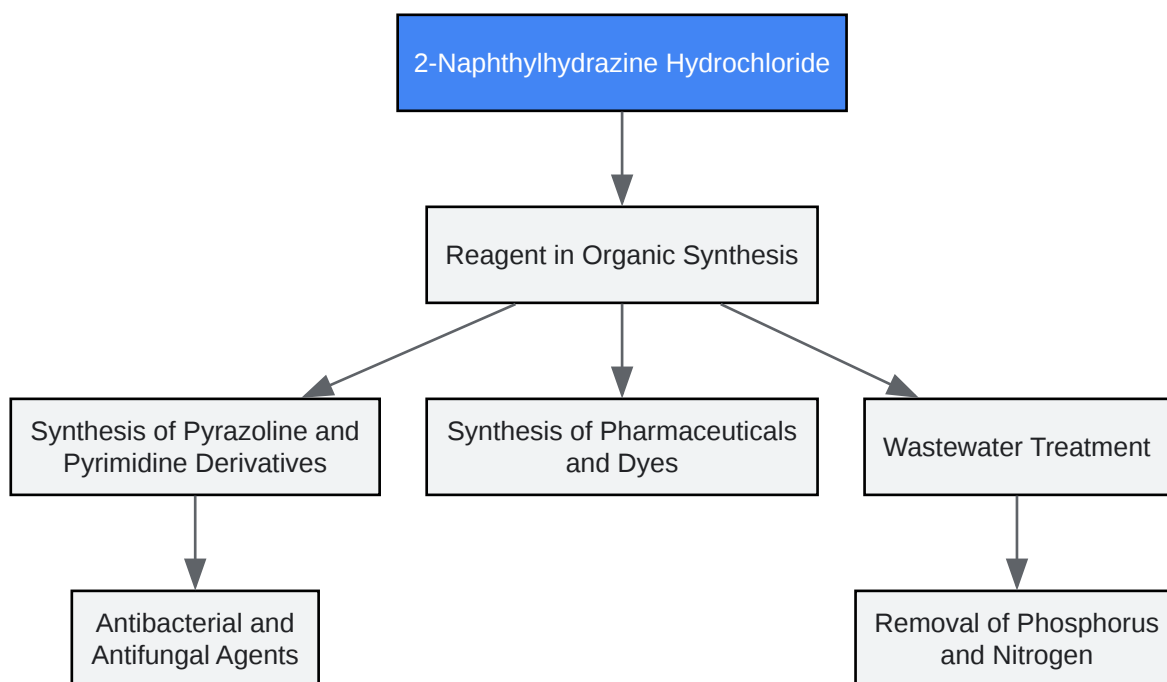 2-Naphthylhydrazine Hydrochloride
Reagent in Organic Synthesis
Synthesis of Pyrazoline and
Pyrimidine Derivatives
Synthesis of Pharmaceuticals
and Dyes
Wastewater Treatment
Antibacterial and
Antifungal Agents
Removal of Phosphorus
and Nitrogen